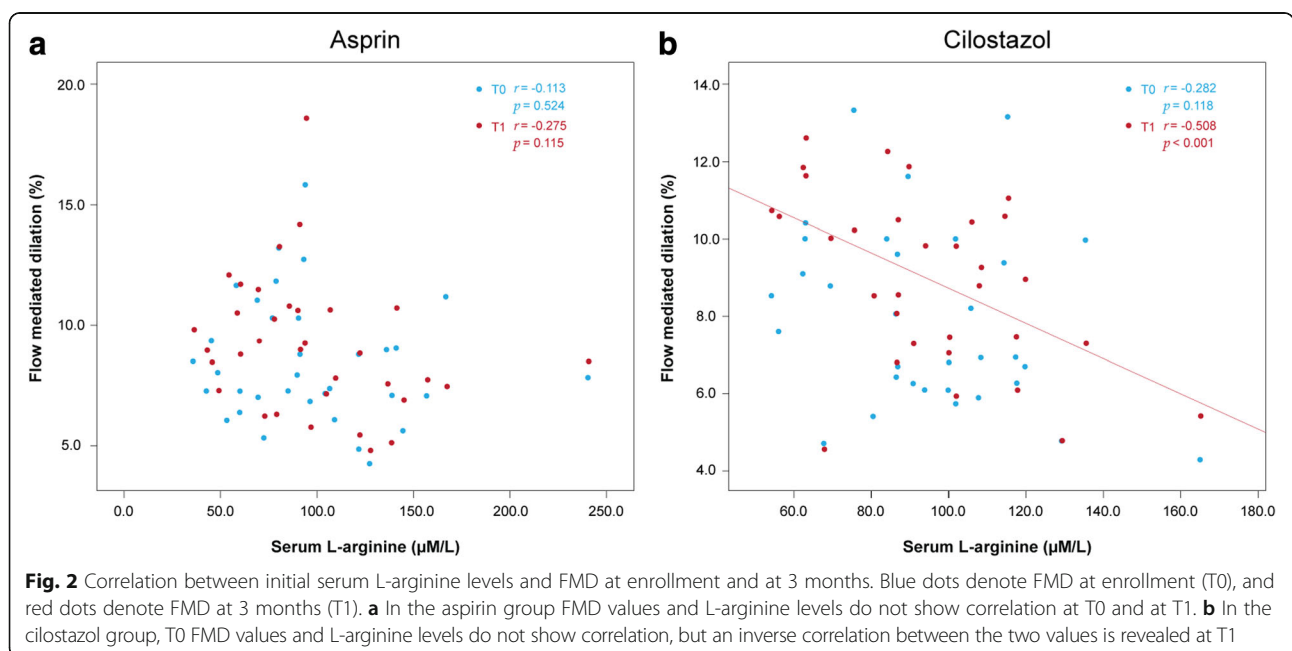 a
Asprin
20.0
15.0
10.0
5.0
Flow mediated dilation (%)
T0 r = -0.113
p = 0.524
T1 r = -0.275
p = 0.115
0.0 50.0 100.0 150.0 200.0 250.0
Serum L-arginine (µM/L)
b
Cilostazol
14.0
12.0
10.0
8.0
6.0
4.0
Flow mediated dilation (%)
T0 r = -0.282
p = 0.118
T1 r = -0.508
p < 0.001
60.0 80.0 100.0 120.0 140.0 160.0 180.0
Serum L-arginine (µM/L)
Fig. 2 Correlation between initial serum L-arginine levels and FMD at enrollment and at 3 months. Blue dots denote FMD at enrollment (T0), and
red dots denote FMD at 3 months (T1). a In the aspirin group FMD values and L-arginine levels do not show correlation at T0 and at T1. b In the
cilostazol group, T0 FMD values and L-arginine levels do not show correlation, but an inverse correlation between the two values is revealed at T1